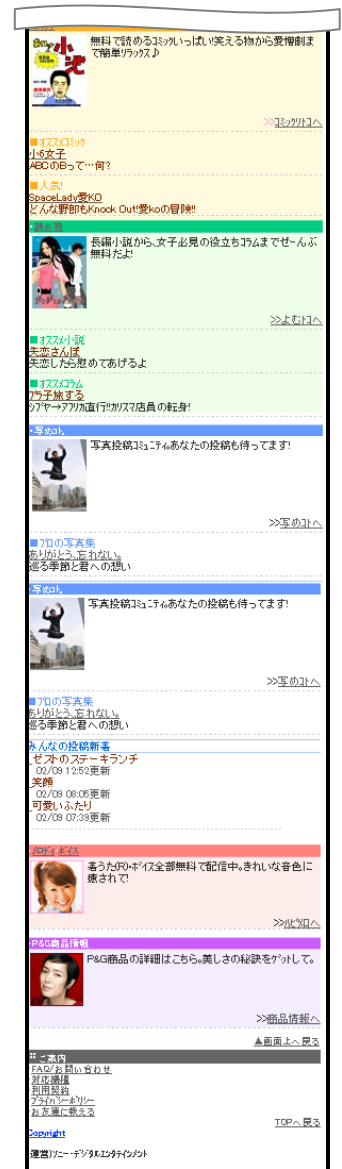 無料で読めるｺﾐｯｸいっぱい!笑える物から愛憎劇まで簡単ﾘﾗｯｸｽ♪
>>ｺﾐｯｸﾘﾄｺへ
■ｵｽｽﾒｺﾐｯｸ
小6女子
ABCのBって…何?
■人気!
SpaceLady愛KO
どんな野郎もKnock Out!愛koの冒険!!
･読み物
長編小説から､女子必見の役立ちｺﾗﾑまでぜ～んぶ
無料だよ!
>>よむﾄｺへ
■ｵｽｽﾒ小説
失恋さんぽ
失恋したら慰めてあげるよ
■ｵｽｽﾒｺﾗﾑ
ｱﾗ子旅する
ｼﾌﾞﾔ→ｱﾌﾘｶ直行!!ｶﾘｽﾏ店員の転身!
･写めｺﾄ｡
写真投稿ｺﾐｭﾆﾃｨ｡あなたの投稿も待ってます!
>>写めｺﾄへ
■ﾌﾟﾛの写真集
ありがとう､忘れない｡
巡る季節と君への想い
･写めｺﾄ｡
写真投稿ｺﾐｭﾆﾃｨ｡あなたの投稿も待ってます!
>>写めｺﾄへ
■ﾌﾟﾛの写真集
ありがとう､忘れない｡
巡る季節と君への想い
みんなの投稿新着
ゼストのステーキランチ
02/09 12:52更新
笑顔
02/09 08:05更新
可愛いふたり
02/09 07:39更新
･ﾒﾛﾃﾞｨ･ﾎﾞｲｽ
着うた(R)･ﾎﾞｲｽ全部無料で配信中｡きれいな音色に
癒されて!
･P&G商品情報
P&G商品の詳細はこちら｡美しさの秘訣をｹﾞｯﾄして｡
>>商品情報へ
▲画面上へ戻る
ご案内
･FAQ/お問い合わせ
･対応機種
･利用契約
･ﾌﾟﾗｲﾊﾞｼｰﾎﾟﾘｼｰ
･お友達に教える
TOPへ戻る
Copyright
(運営)ｿﾆｰ･ﾃﾞｼﾞﾀﾙｴﾝﾀﾃｲﾝﾒﾝﾄ